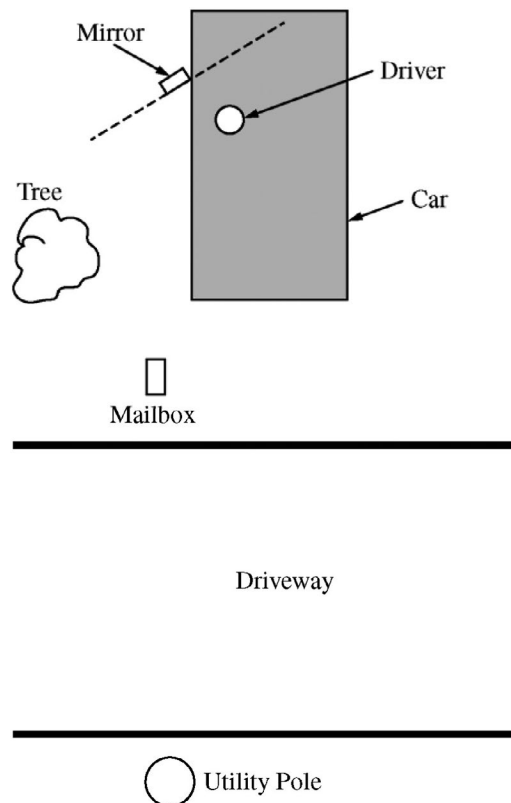 Mirror
Driver
Tree
Car
Mailbox
Driveway
Utility Pole